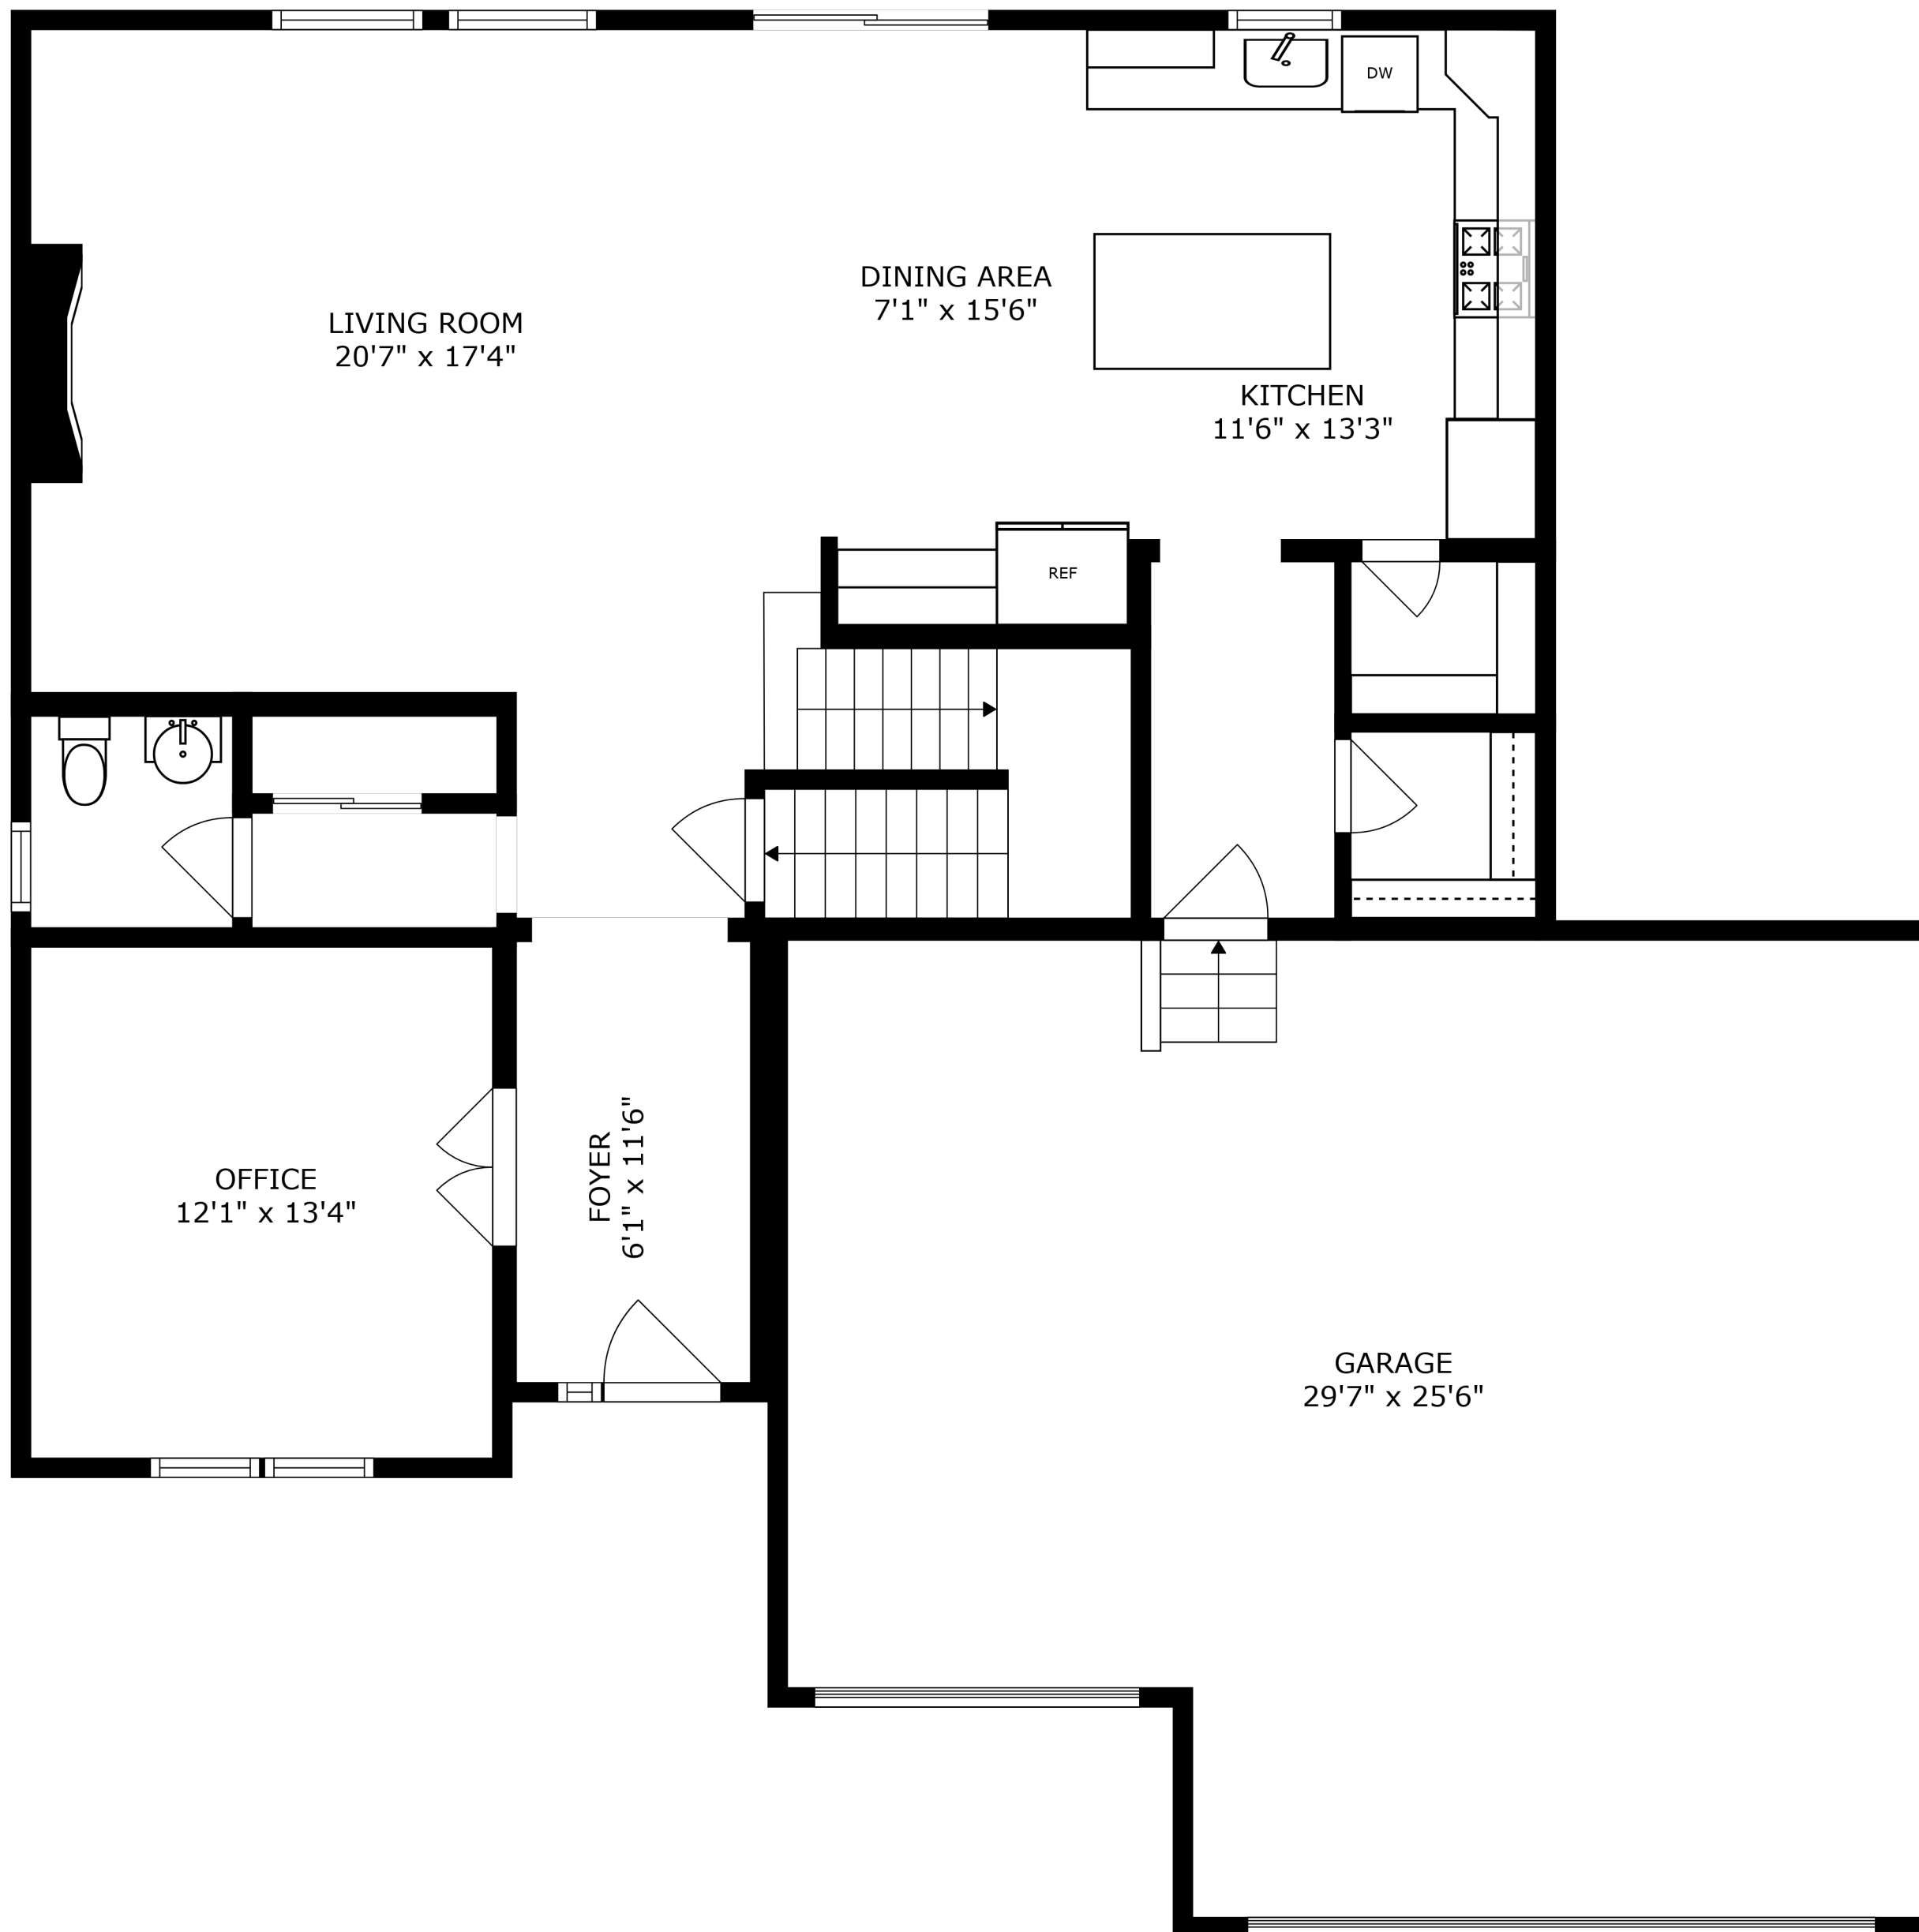 DW
DINING AREA
7'1" x 15'6"
LIVING ROOM
20'7" x 17'4"
KITCHEN
11'6" x 13'3"
REF
OFFICE
12'1" x 13'4"
FOYER
6'1" x 11'6"
GARAGE
29'7" x 25'6"